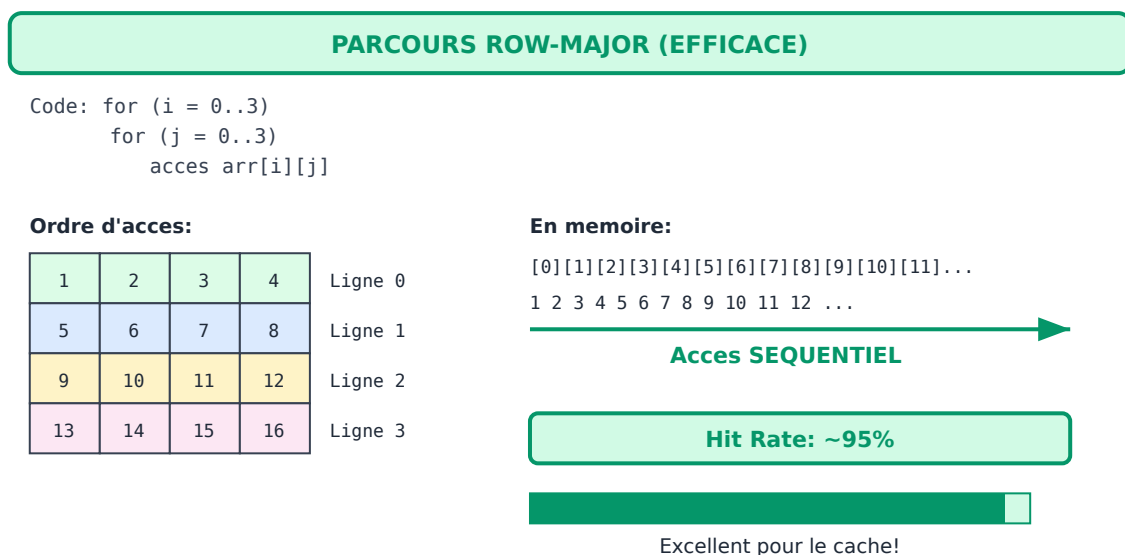 PARCOURS ROW-MAJOR (EFFICACE)
Code: for (i = 0..3)
for (j = 0..3)
acces arr[i][j]
Ordre d'acces:
1 2 3 4 Ligne 0
5 6 7 8 Ligne 1
9 10 11 12 Ligne 2
13 14 15 16 Ligne 3
En memoire:
[0][1][2][3][4][5][6][7][8][9][10][11]...
1 2 3 4 5 6 7 8 9 10 11 12 ...
Acces SEQUENTIEL
Hit Rate: ~95%
Excellent pour le cache!